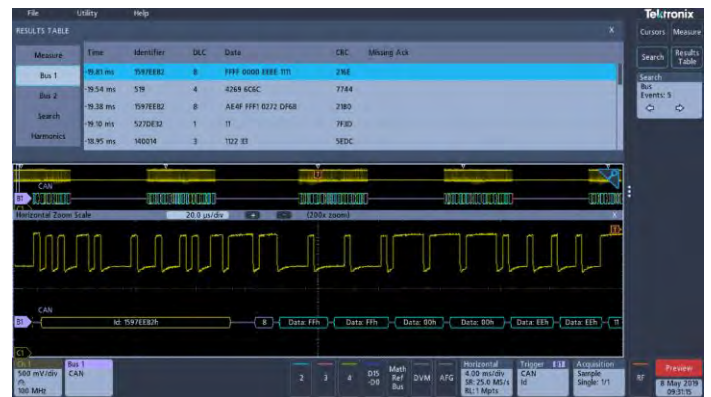 File Utility Help
Tektronix
RESULTS TABLE X
Cursors Measure
Search Results Table
Measure
Bus 1
Bus 2
Search
Harmonics
Time Identifier DLC Data CRC Missing Ack
-19.81 ms 1597EEB2 8 FFFF 0000 EEEE 1111 216E
-19.54 ms 519 4 4269 6C6C 7744
-19.38 ms 1597EEB2 8 AE4F FFF1 0272 DF6B 2180
-19.10 ms 527DE32 1 11 7F3D
-18.95 ms 140014 3 1122 33 5EDC
Search
Bus
Events: 5
CAN
B1
Horizontal Zoom Scale 20.0 µs/div + - (200x zoom) X
CAN
B1 Id: 1597EEB2h 8 Data: FFh Data: FFh Data: 00h Data: 00h Data: EEh Data: EEh 11
C1
Ch 1
500 mV/div
100 MHz
Bus 1
CAN
2 3 4 D15 -D0 Math Ref Bus DVM AFG
Horizontal
4.00 ms/div
SR: 25.0 MS/s
RL: 1 Mpts
Trigger
CAN
Id
Acquisition
Sample
Single: 1/1
RF
Preview
8 May 2019
09:31:15